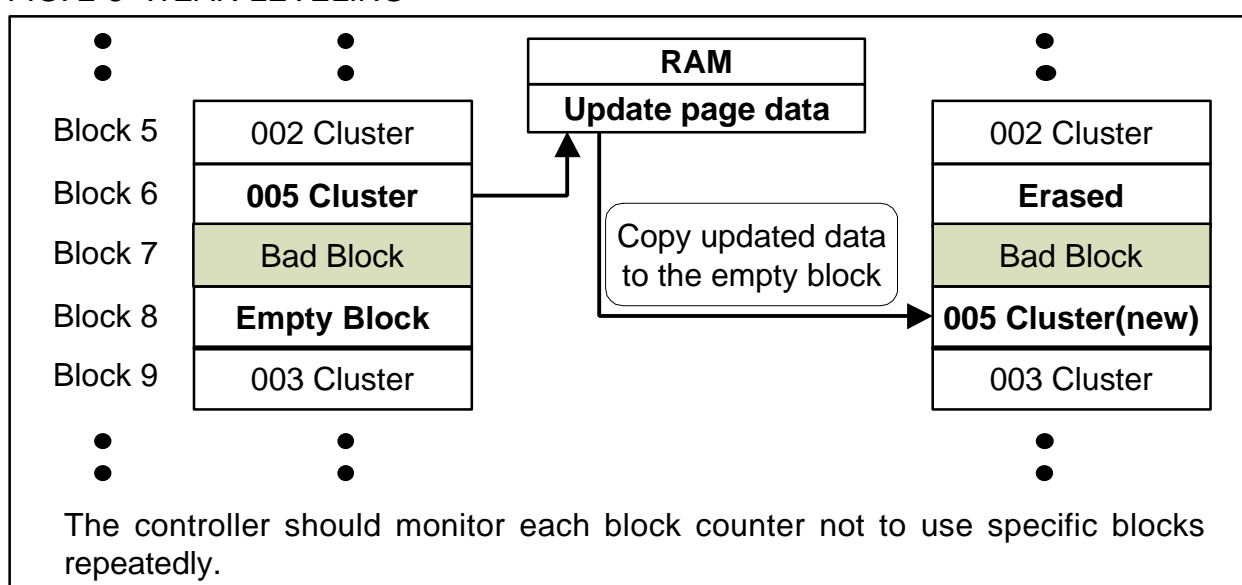 RAM
Update page data
Block 5 002 Cluster 002 Cluster
Block 6 005 Cluster Erased
Block 7 Bad Block Bad Block
Copy updated data
to the empty block
Block 8 Empty Block 005 Cluster(new)
Block 9 003 Cluster 003 Cluster
The controller should monitor each block counter not to use specific blocks
repeatedly.